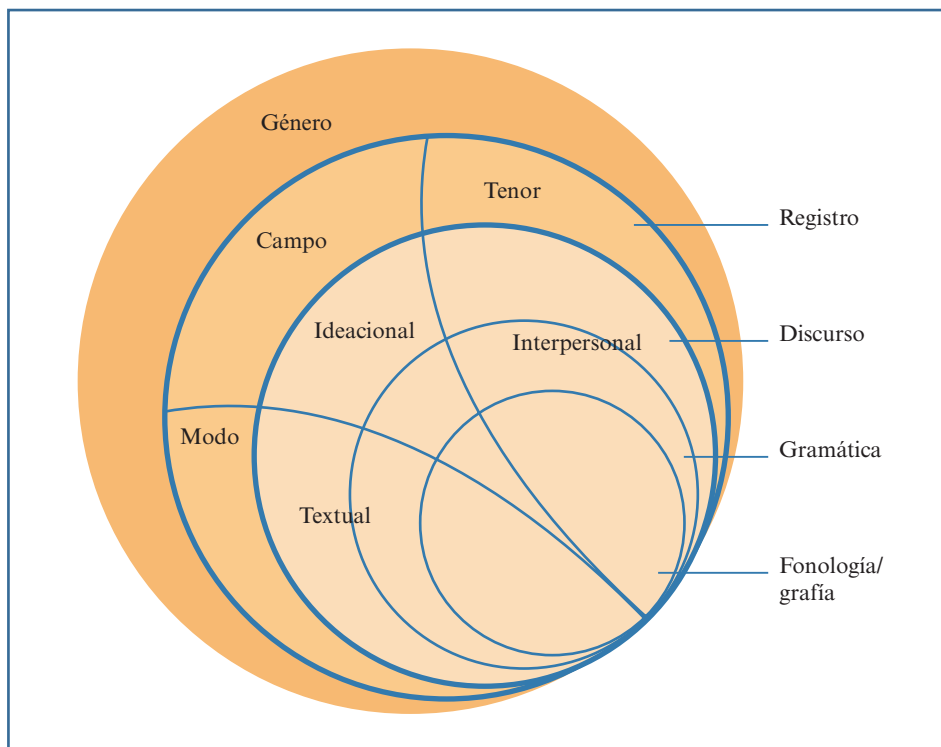 Género
Tenor
Registro
Campo
Ideacional
Interpersonal
Discurso
Modo
Gramática
Textual
Fonología/
grafía